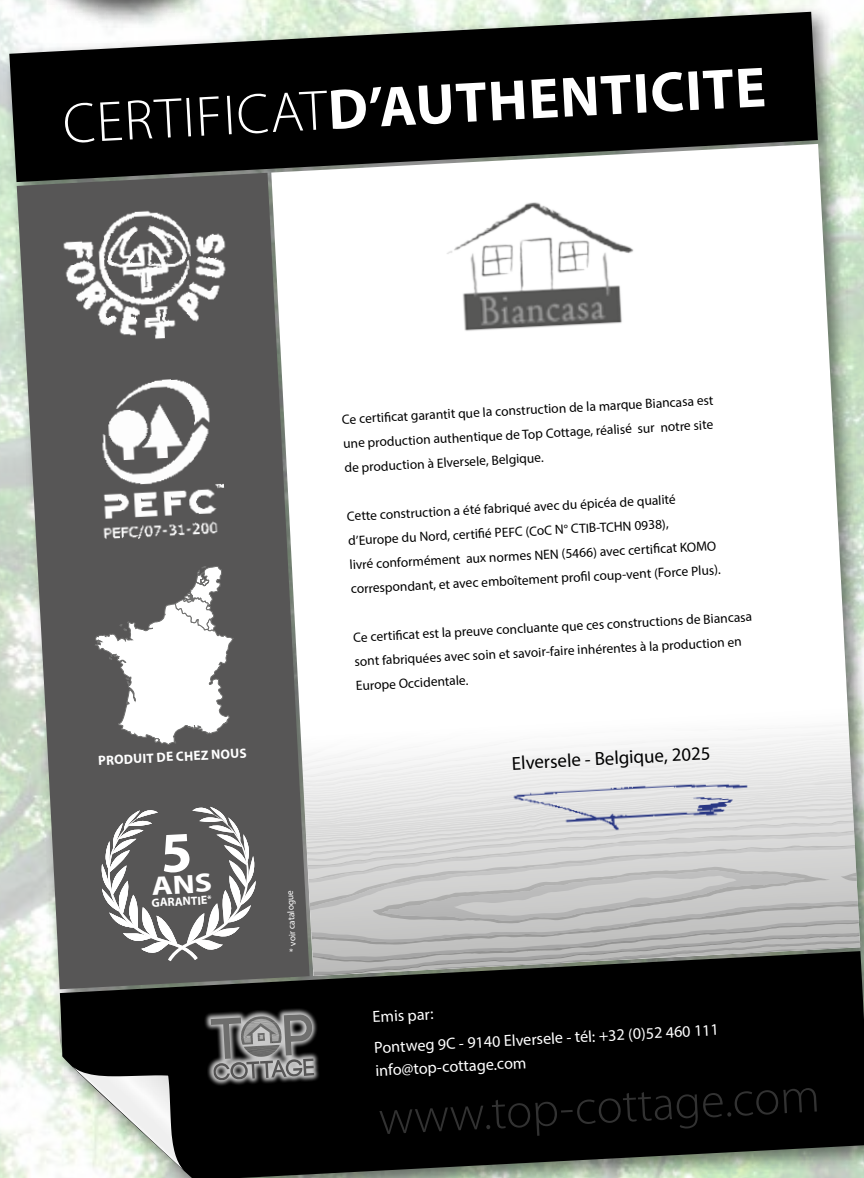 CERTIFICATD'AUTHENTICITE
FORCE + PLUS
PEFC™
PEFC/07-31-200
PRODUIT DE CHEZ NOUS
5
ANS
GARANTIE*
* voir catalogue
Biancasa
Ce certificat garantit que la construction de la marque Biancasa est
une production authentique de Top Cottage, réalisé sur notre site
de production à Elversele, Belgique.
Cette construction a été fabriqué avec du épicéa de qualité
d'Europe du Nord, certifié PEFC (CoC N° CTIB-TCHN 0938),
livré conformément aux normes NEN (5466) avec certificat KOMO
correspondant, et avec emboîtement profil coup-vent (Force Plus).
Ce certificat est la preuve concluante que ces constructions de Biancasa
sont fabriquées avec soin et savoir-faire inhérentes à la production en
Europe Occidentale.
Elversele - Belgique, 2025
TOP
COTTAGE
Emis par:
Pontweg 9C - 9140 Elversele - tél: +32 (0)52 460 111
info@top-cottage.com
www.top-cottage.com